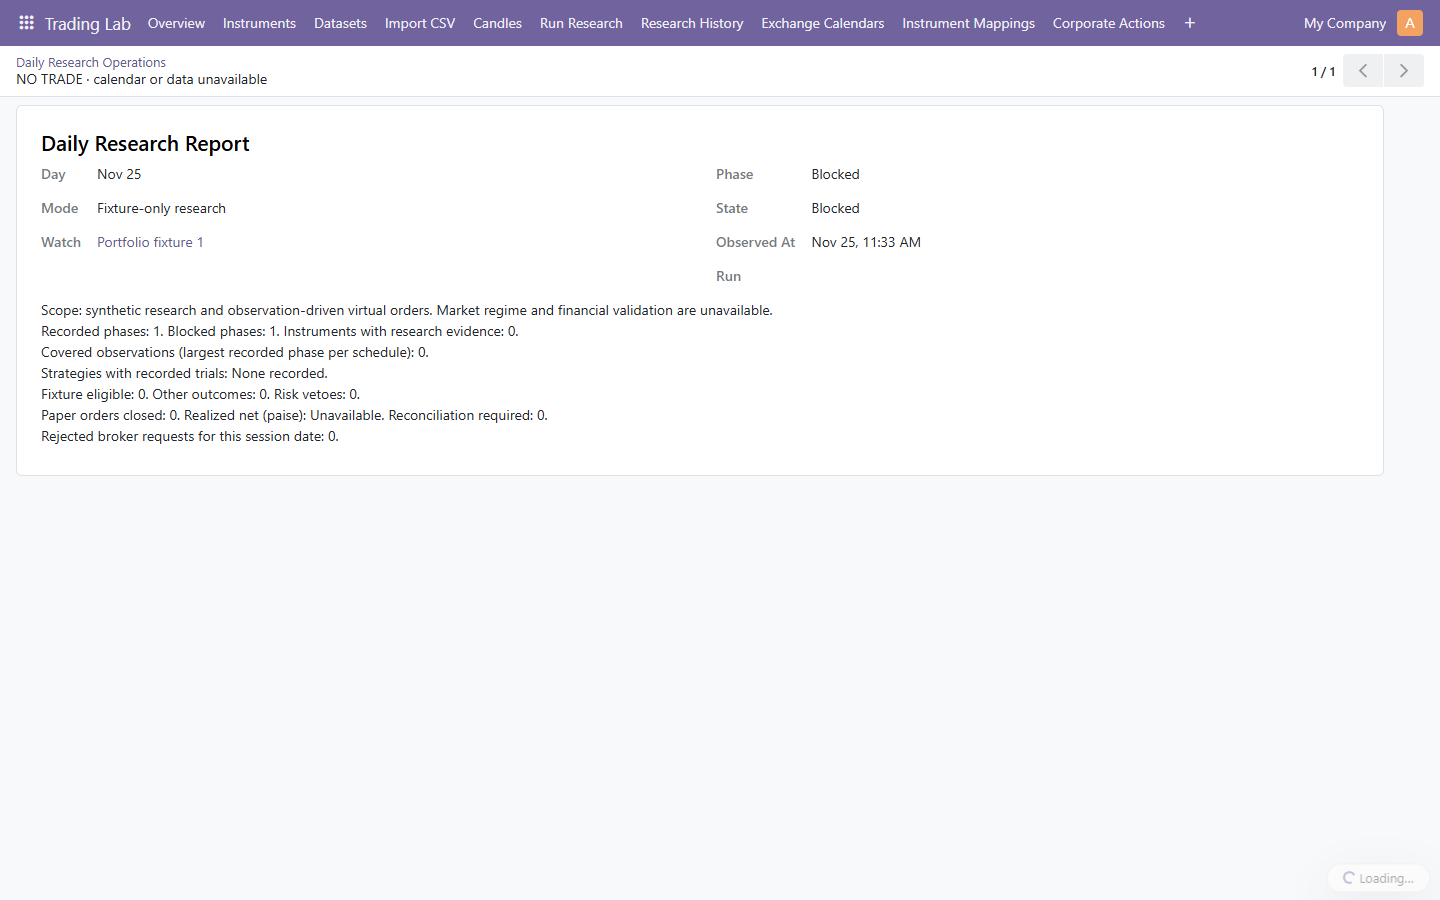 Trading Lab Overview Instruments Datasets Import CSV Candles Run Research Research History Exchange Calendars Instrument Mappings Corporate Actions + My Company A
Daily Research Operations
NO TRADE · calendar or data unavailable
1 / 1
Daily Research Report
Day Nov 25
Phase Blocked
Mode Fixture-only research
State Blocked
Watch Portfolio fixture 1
Observed At Nov 25, 11:33 AM
Run
Scope: synthetic research and observation-driven virtual orders. Market regime and financial validation are unavailable.
Recorded phases: 1. Blocked phases: 1. Instruments with research evidence: 0.
Covered observations (largest recorded phase per schedule): 0.
Strategies with recorded trials: None recorded.
Fixture eligible: 0. Other outcomes: 0. Risk vetoes: 0.
Paper orders closed: 0. Realized net (paise): Unavailable. Reconciliation required: 0.
Rejected broker requests for this session date: 0.
Loading...